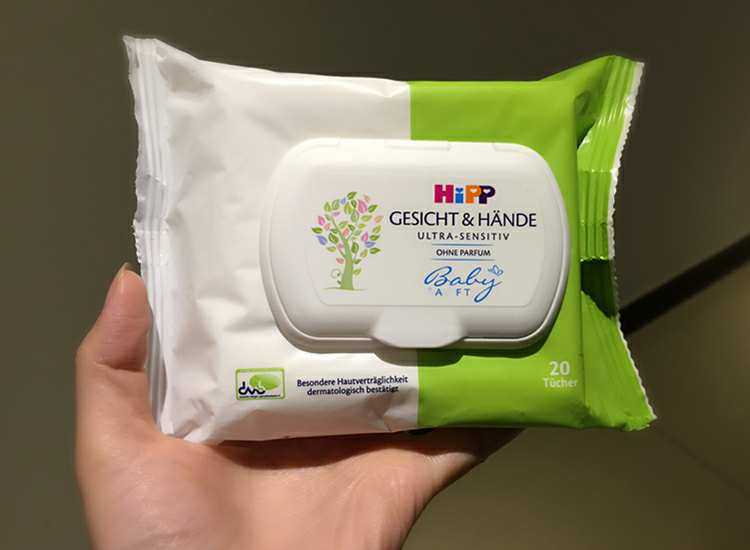 HiPP
GESICHT & HÄNDE
ULTRA-SENSITIV
OHNE PARFUM
Baby
Besondere Hautverträglichkeit
dermatologisch bestätigt
20
Tücher